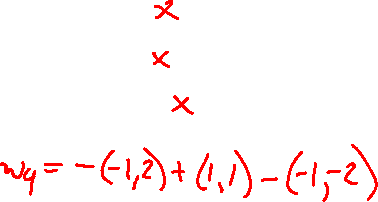 x
x
x
w4 = -(-1,2) + (1,1) - (-1,-2)